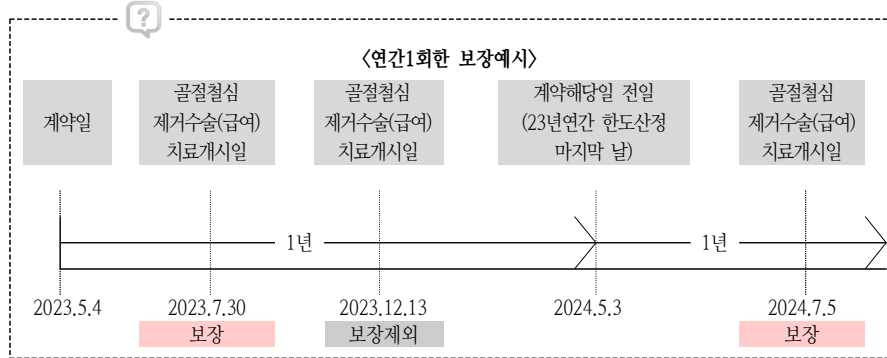 ?
〈연간1회한 보장예시〉
계약일
골절철심
제거수술(급여)
치료개시일
골절철심
제거수술(급여)
치료개시일
계약해당일 전일
(23년연간 한도산정
마지막 날)
골절철심
제거수술(급여)
치료개시일
1년
1년
2023.5.4
2023.7.30
2023.12.13
2024.5.3
2024.7.5
보장
보장제외
보장